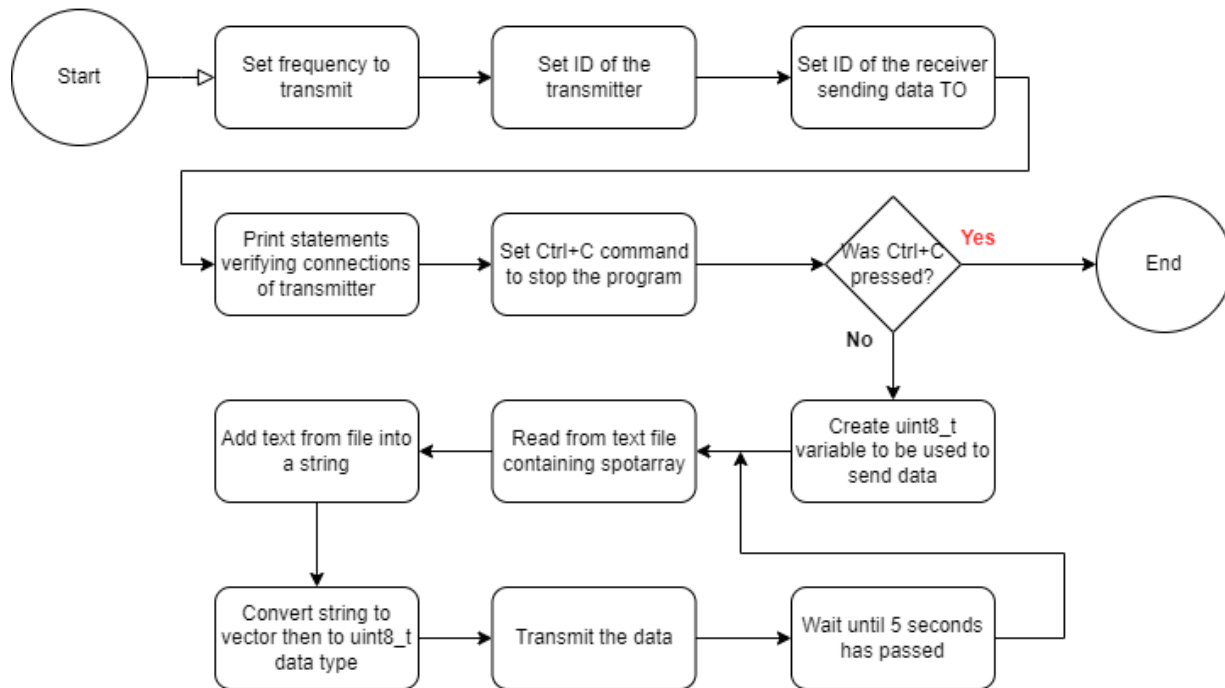 Start
Set frequency to
transmit
Set ID of the
transmitter
Set ID of the receiver
sending data TO
Print statements
verifying connections
of transmitter
Set Ctrl+C command
to stop the program
Was Ctrl+C
pressed?
Yes
End
No
Create uint8_t
variable to be used to
send data
Read from text file
containing spotarray
Add text from file into
a string
Convert string to
vector then to uint8_t
data type
Transmit the data
Wait until 5 seconds
has passed